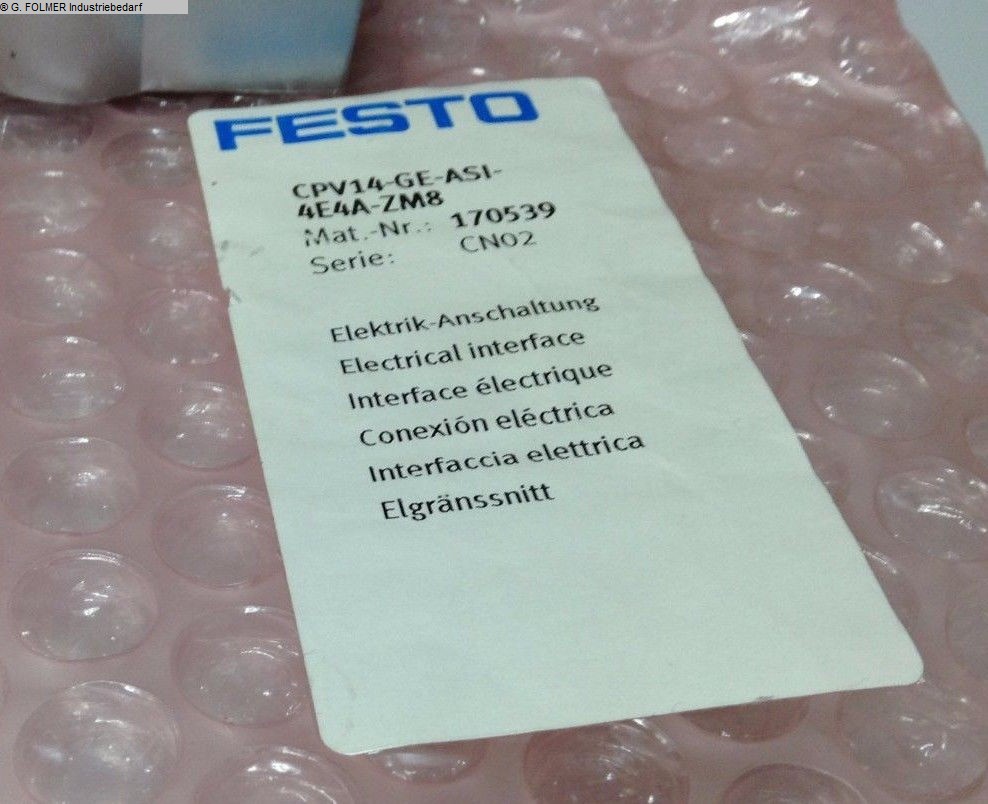 © G. FOLMER Industriebedarf
FESTO
CPV14-GE-ASI-
4E4A-ZM8
Mat.-Nr.: 170539
Serie: CN02
Elektrik-Anschaltung
Electrical interface
Interface électrique
Conexión eléctrica
Interfaccia elettrica
Elgränssnitt